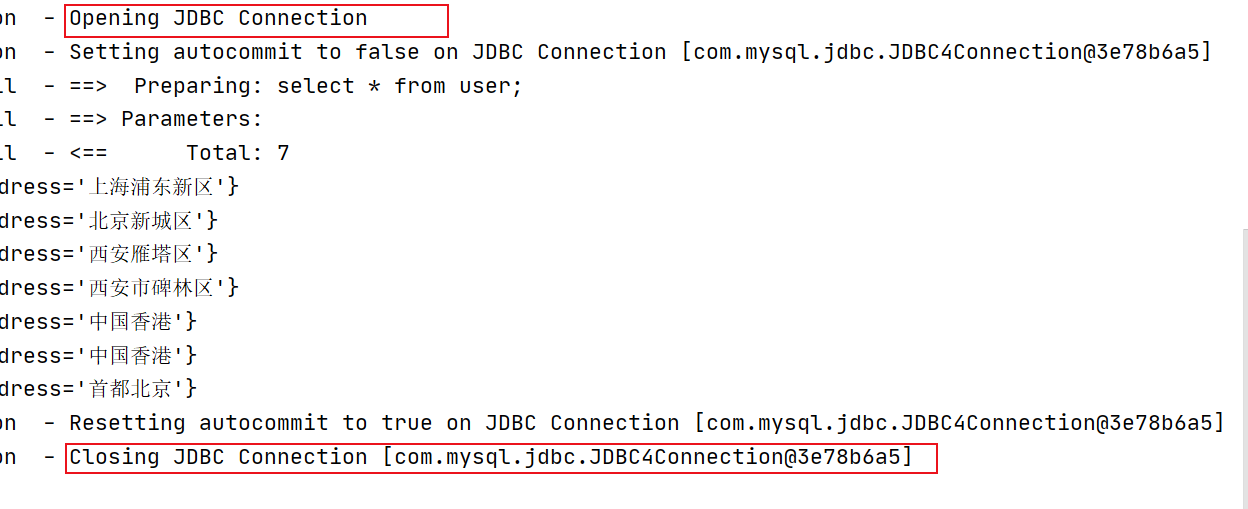 on - Opening JDBC Connection
on - Setting autocommit to false on JDBC Connection [com.mysql.jdbc.JDBC4Connection@3e78b6a5]
ll - ==>  Preparing: select * from user;
ll - ==> Parameters:
ll - <==      Total: 7
dress='上海浦东新区'}
dress='北京新城区'}
dress='西安雁塔区'}
dress='西安市碑林区'}
dress='中国香港'}
dress='中国香港'}
dress='首都北京'}
on - Resetting autocommit to true on JDBC Connection [com.mysql.jdbc.JDBC4Connection@3e78b6a5]
on - Closing JDBC Connection [com.mysql.jdbc.JDBC4Connection@3e78b6a5]